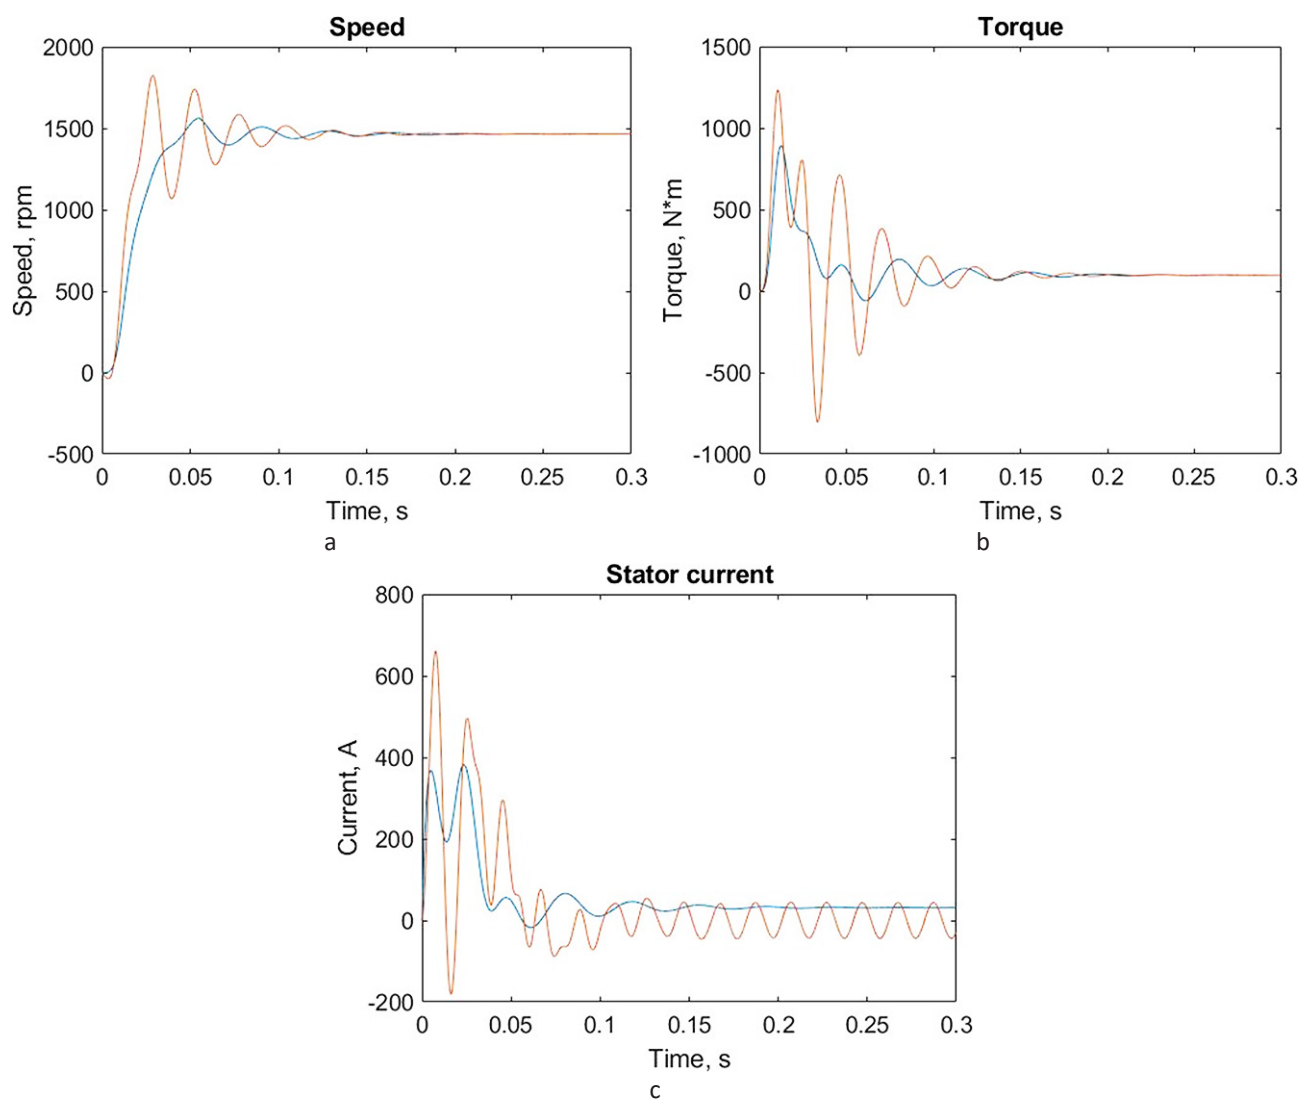 Speed
2000
1500
1000
500
0
-500
Speed, rpm
0 0.05 0.1 0.15 0.2 0.25 0.3
Time, s
a
Torque
1500
1000
500
0
-500
-1000
Torque, N*m
0 0.05 0.1 0.15 0.2 0.25 0.3
Time, s
b
Stator current
800
600
400
200
0
-200
Current, A
0 0.05 0.1 0.15 0.2 0.25 0.3
Time, s
c